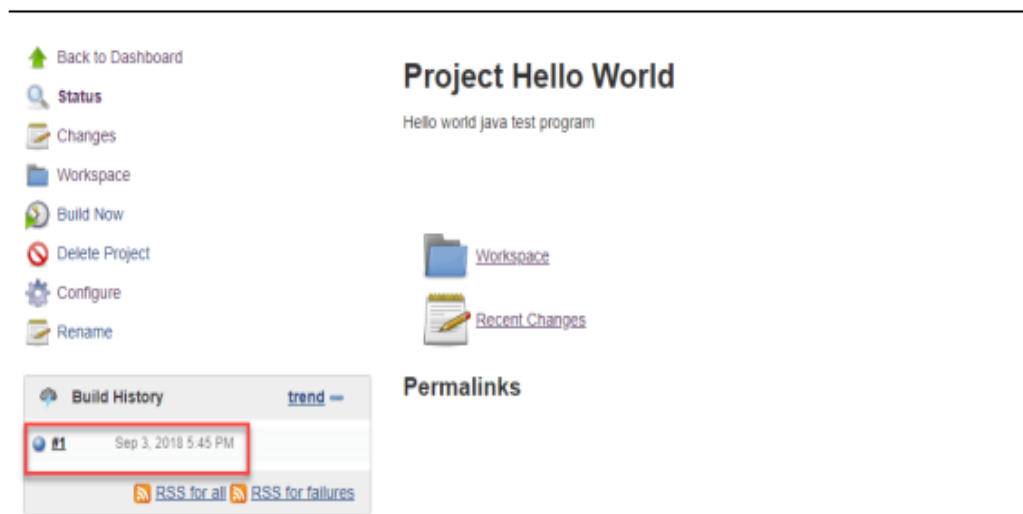 Back to Dashboard
Status
Changes
Workspace
Build Now
Delete Project
Configure
Rename
Build History trend
#1 Sep 3, 2018 5:45 PM
RSS for all RSS for failures
Project Hello World
Hello world java test program
Workspace
Recent Changes
Permalinks